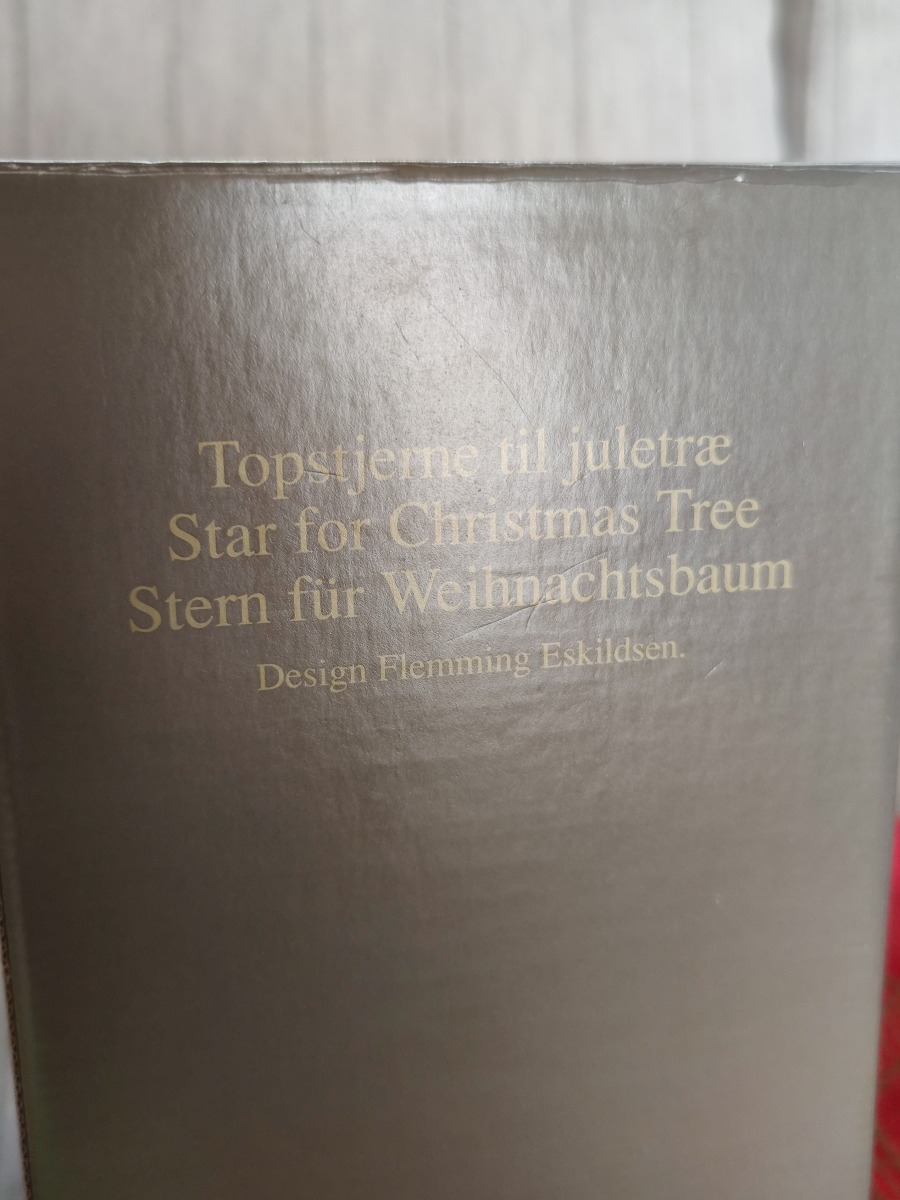 Topstjerne til juletræ
Star for Christmas Tree
Stern für Weihnachtsbaum
Design Flemming Eskildsen.